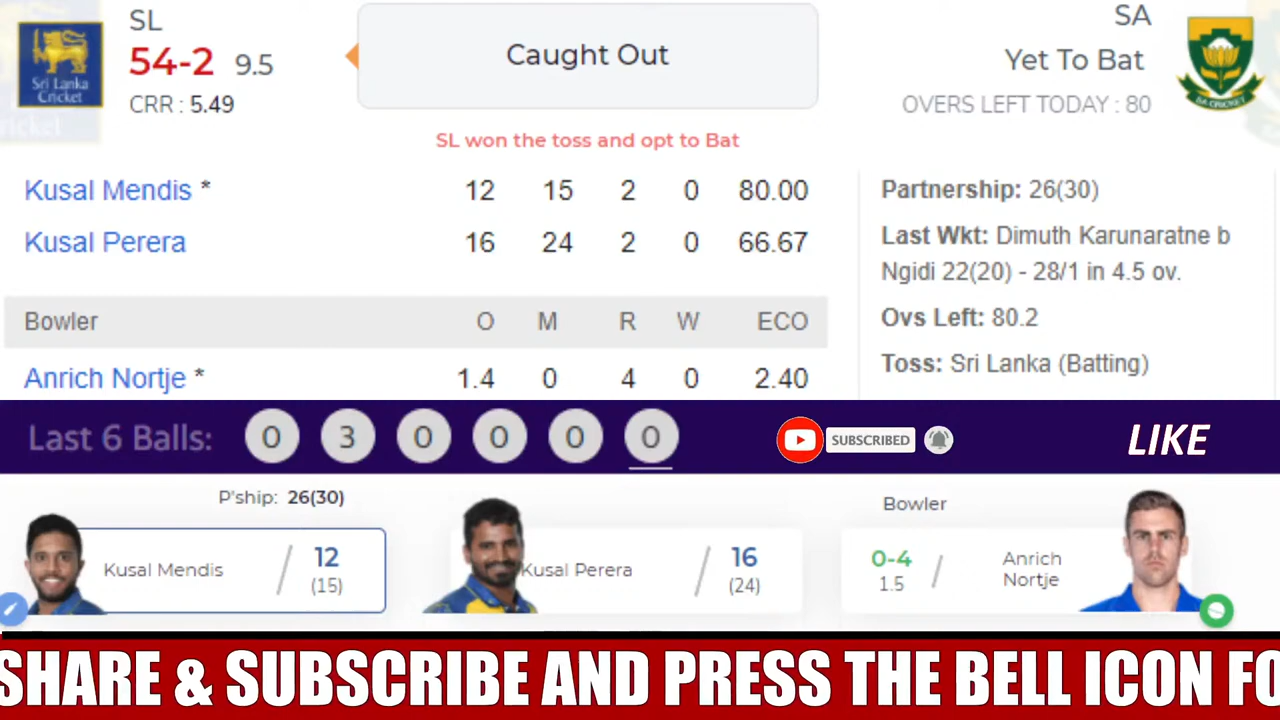 SL
54-2 9.5
CRR : 5.49
Sri Lanka
Cricket
Caught Out
SA
Yet To Bat
OVERS LEFT TODAY : 80
SA CRICKET
SL won the toss and opt to Bat
Kusal Mendis * 12 15 2 0 80.00
Kusal Perera 16 24 2 0 66.67
Bowler O M R W ECO
Anrich Nortje * 1.4 0 4 0 2.40
Partnership: 26(30)
Last Wkt: Dimuth Karunaratne b
Ngidi 22(20) - 28/1 in 4.5 ov.
Ovs Left: 80.2
Toss: Sri Lanka (Batting)
Last 6 Balls: 0 3 0 0 0 0
SUBSCRIBED
LIKE
P'ship: 26(30)
Kusal Mendis / 12
(15)
Kusal Perera / 16
(24)
Bowler
0-4
1.5 /
Anrich
Nortje
SHARE & SUBSCRIBE AND PRESS THE BELL ICON FO